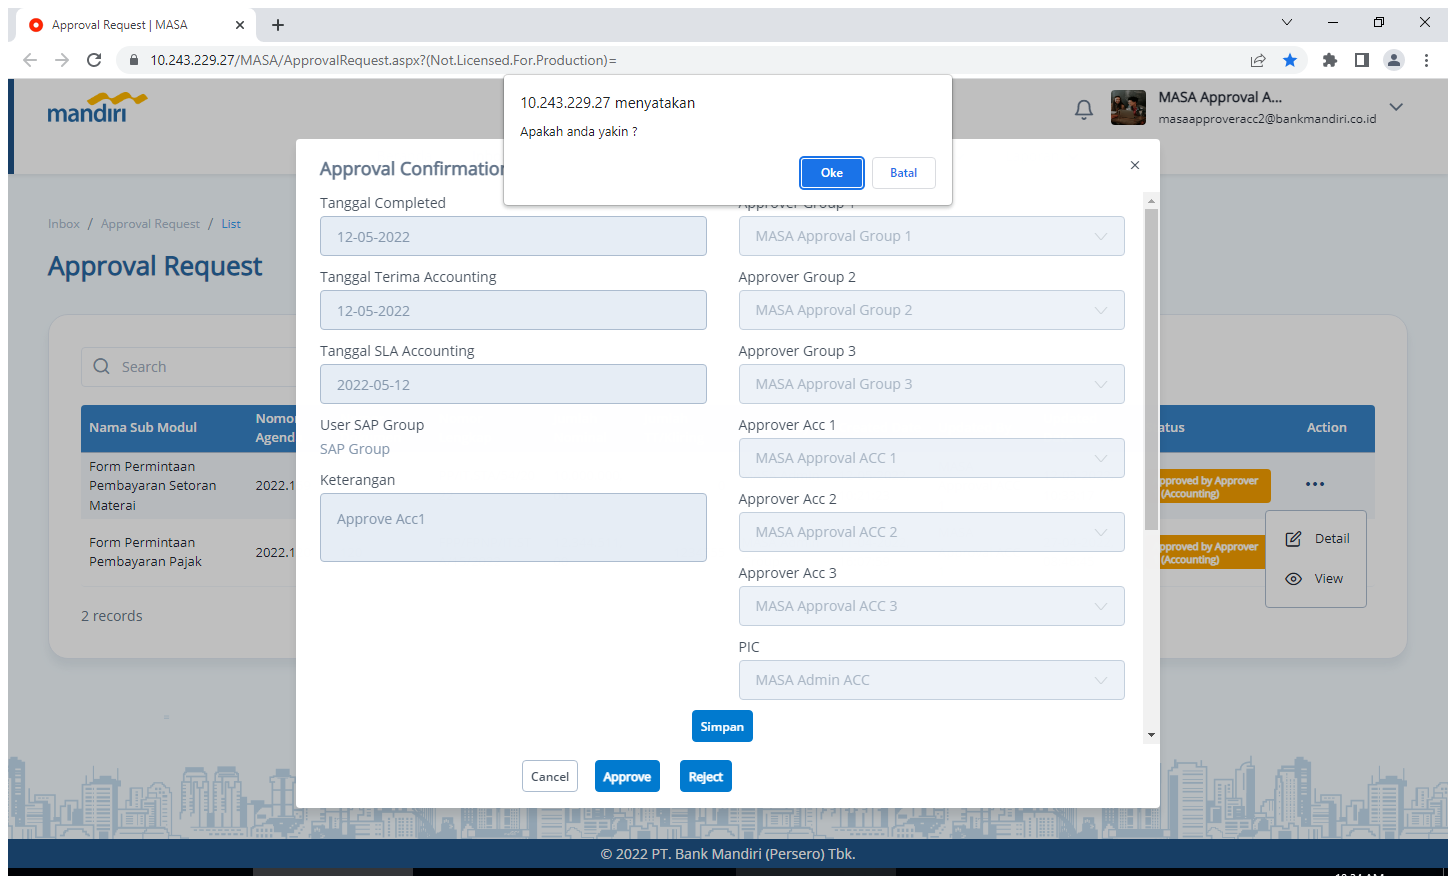 Approval Request | MASA
10.243.229.27/MASA/ApprovalRequest.aspx?(Not.Licensed.For.Production)=
mandiri
10.243.229.27 menyatakan
Apakah anda yakin ?
Oke
Batal
MASA Approval A...
masaapproveracc2@bankmandiri.co.id
Inbox / Approval Request / List
Approval Request
Search
Nama Sub Modul
Action
Form Permintaan
Pembayaran Setoran
Materai
2022.1
Form Permintaan
Pembayaran Pajak
2022.1
2 records
Approval Confirmation
Tanggal Completed
12-05-2022
Tanggal Terima Accounting
12-05-2022
Tanggal SLA Accounting
2022-05-12
User SAP Group
SAP Group
Keterangan
Approve Acc1
Approver Group 1
MASA Approval Group 1
Approver Group 2
MASA Approval Group 2
Approver Group 3
MASA Approval Group 3
Approver Acc 1
MASA Approval ACC 1
Approver Acc 2
MASA Approval ACC 2
Approver Acc 3
MASA Approval ACC 3
PIC
MASA Admin ACC
Simpan
Cancel
Approve
Reject
by Approver
(Accounting)
by Approver
(Accounting)
Detail
View
© 2022 PT. Bank Mandiri (Persero) Tbk.